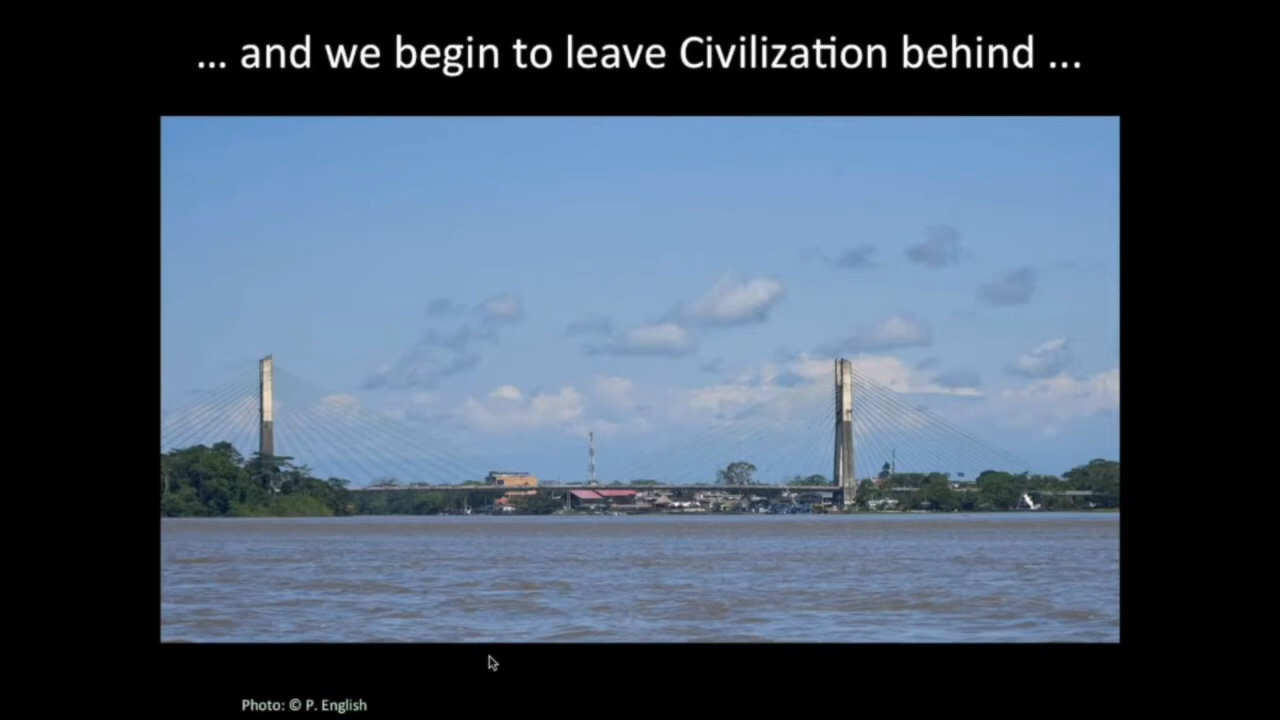 ... and we begin to leave Civilization behind ...
Photo: © P. English